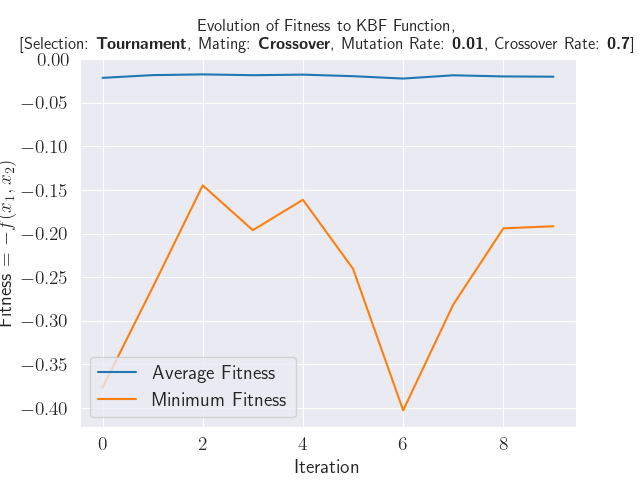 Evolution of Fitness to KBF Function,
[Selection: Tournament, Mating: Crossover, Mutation Rate: 0.01, Crossover Rate: 0.7]
Fitness = −f(x₁, x₂)
0.00
−0.05
−0.10
−0.15
−0.20
−0.25
−0.30
−0.35
−0.40
Average Fitness
Minimum Fitness
0 2 4 6 8
Iteration